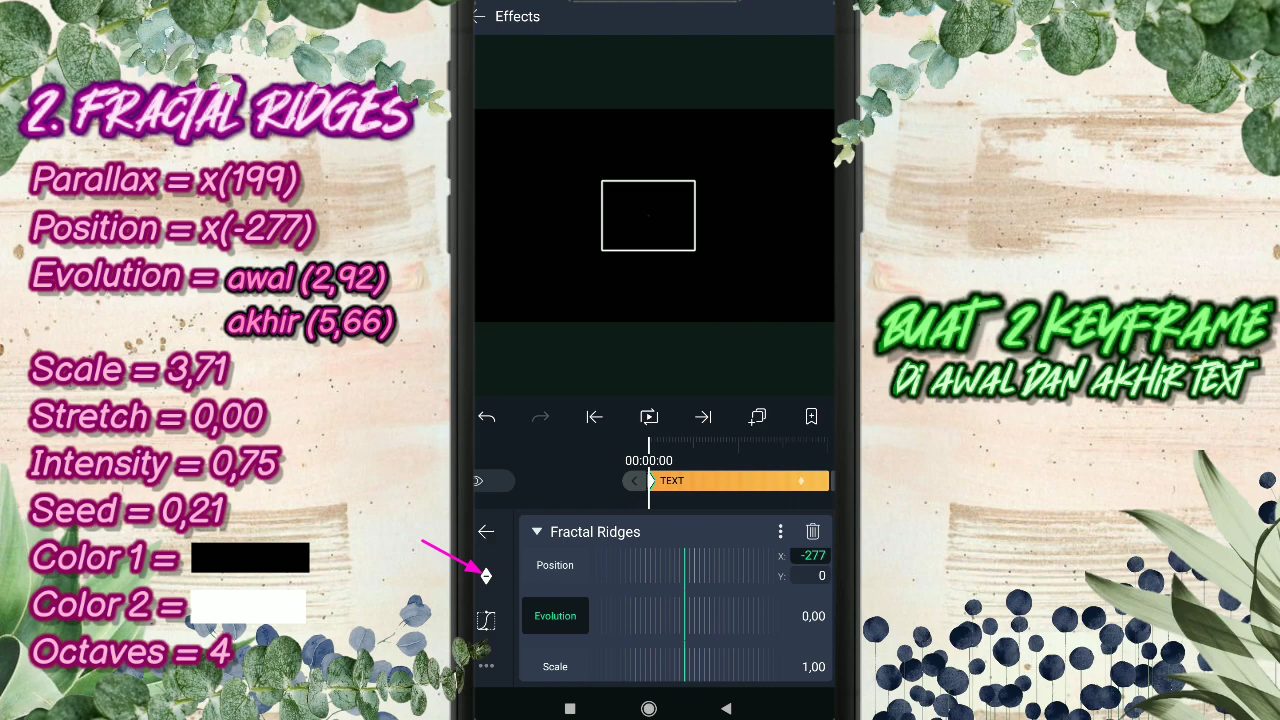 2. FRACTAL RIDGES
Parallax = x(199)
Position = x(-277)
Evolution = awal (2,92)
akhir (5,66)
Scale = 3,71
Stretch = 0,00
Intensity = 0,75
Seed = 0,21
Color 1 =
Color 2 =
Octaves = 4
Effects
00:00:00
TEXT
Fractal Ridges
Position
X: -277
Y: 0
Evolution 0,00
Scale 1,00
BUAT 2 KEYFRAME
Di AWAL DAN AKHiR TEXT